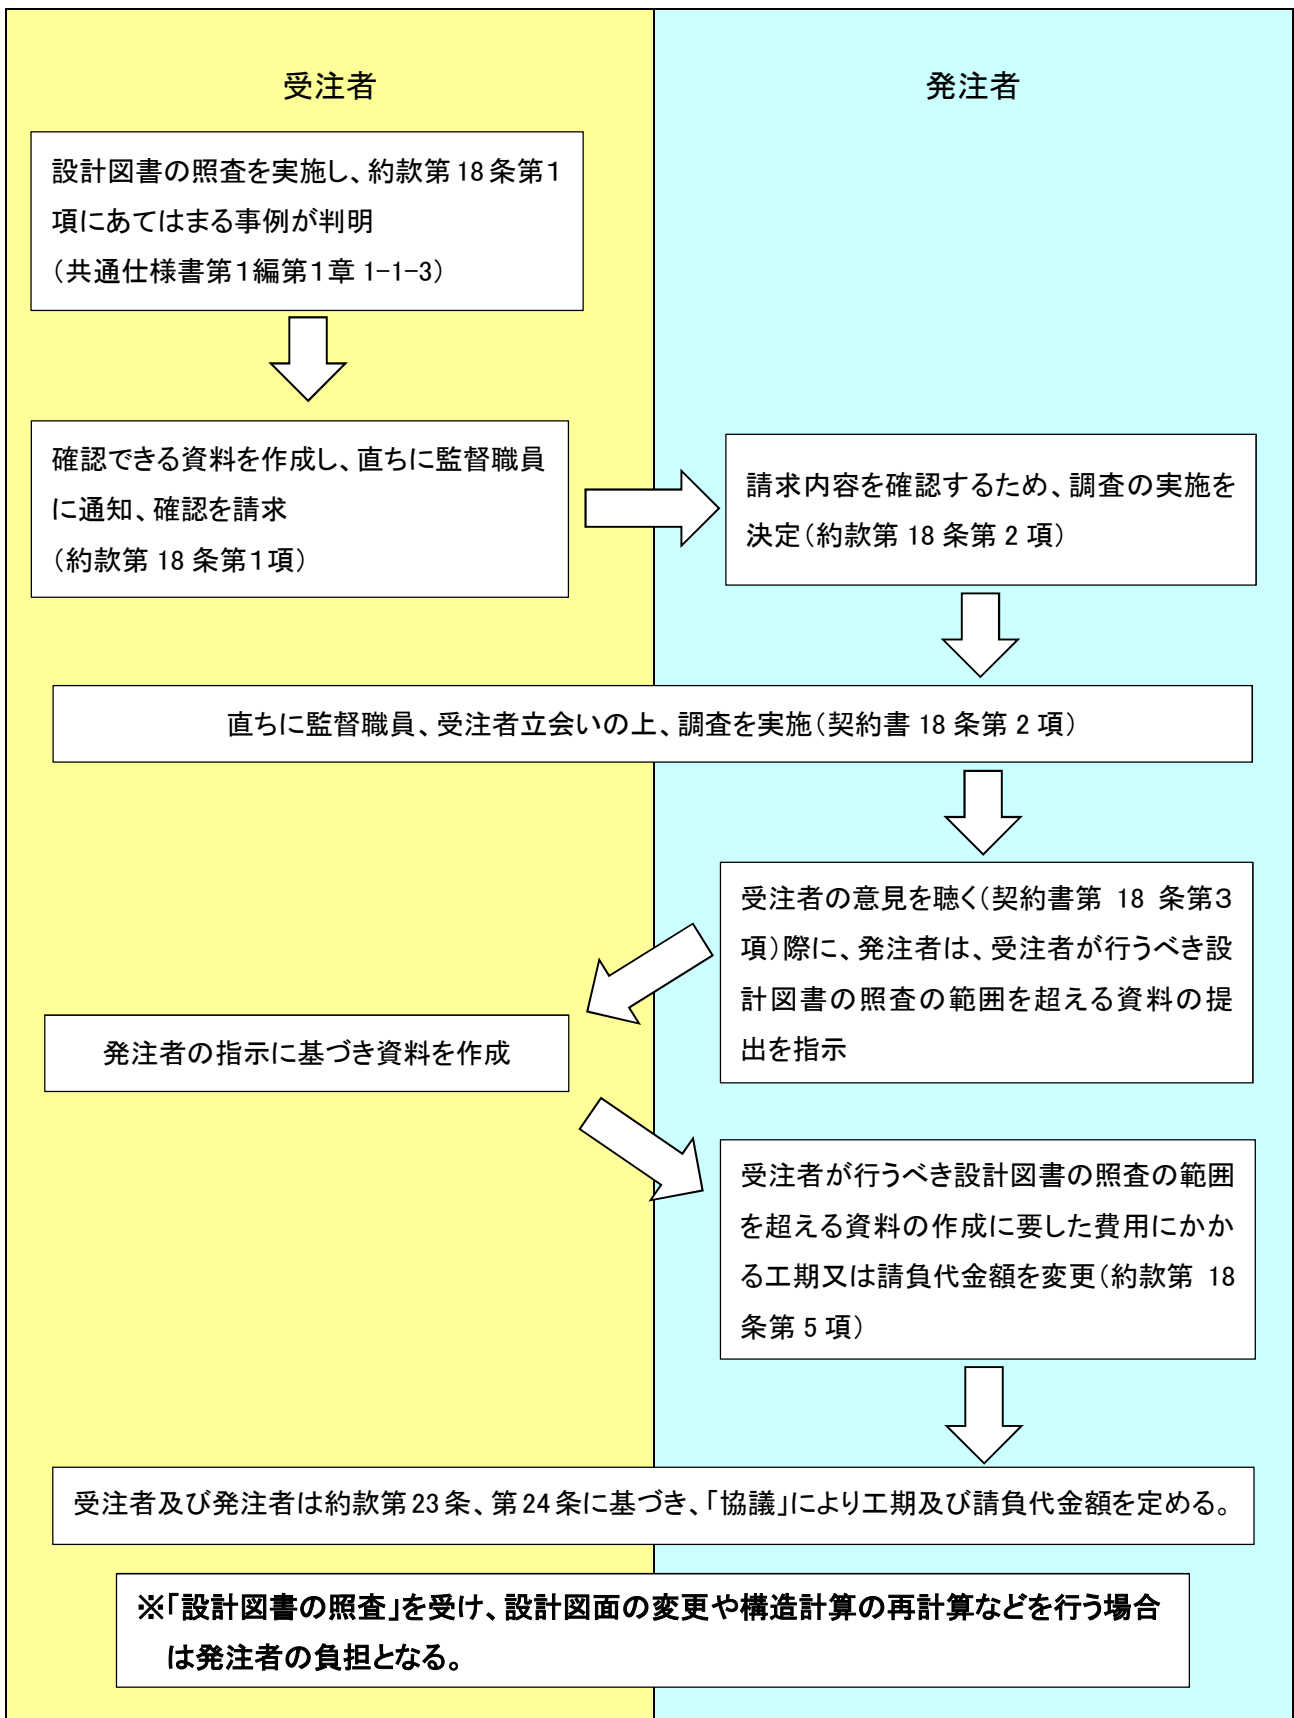 受注者
発注者
設計図書の照査を実施し、約款第18条第1
項にあてはまる事例が判明
（共通仕様書第1編第1章 1-1-3）
確認できる資料を作成し、直ちに監督職員
に通知、確認を請求
（約款第 18 条第1項）
請求内容を確認するため、調査の実施を
決定（約款第 18 条第 2 項）
直ちに監督職員、受注者立会いの上、調査を実施（契約書 18 条第 2 項）
受注者の意見を聴く（契約書第 18 条第3
項）際に、発注者は、受注者が行うべき設
計図書の照査の範囲を超える資料の提
出を指示
発注者の指示に基づき資料を作成
受注者が行うべき設計図書の照査の範囲
を超える資料の作成に要した費用にかか
る工期又は請負代金額を変更（約款第 18
条第 5 項）
受注者及び発注者は約款第23条、第24条に基づき、「協議」により工期及び請負代金額を定める。
※「設計図書の照査」を受け、設計図面の変更や構造計算の再計算などを行う場合
は発注者の負担となる。